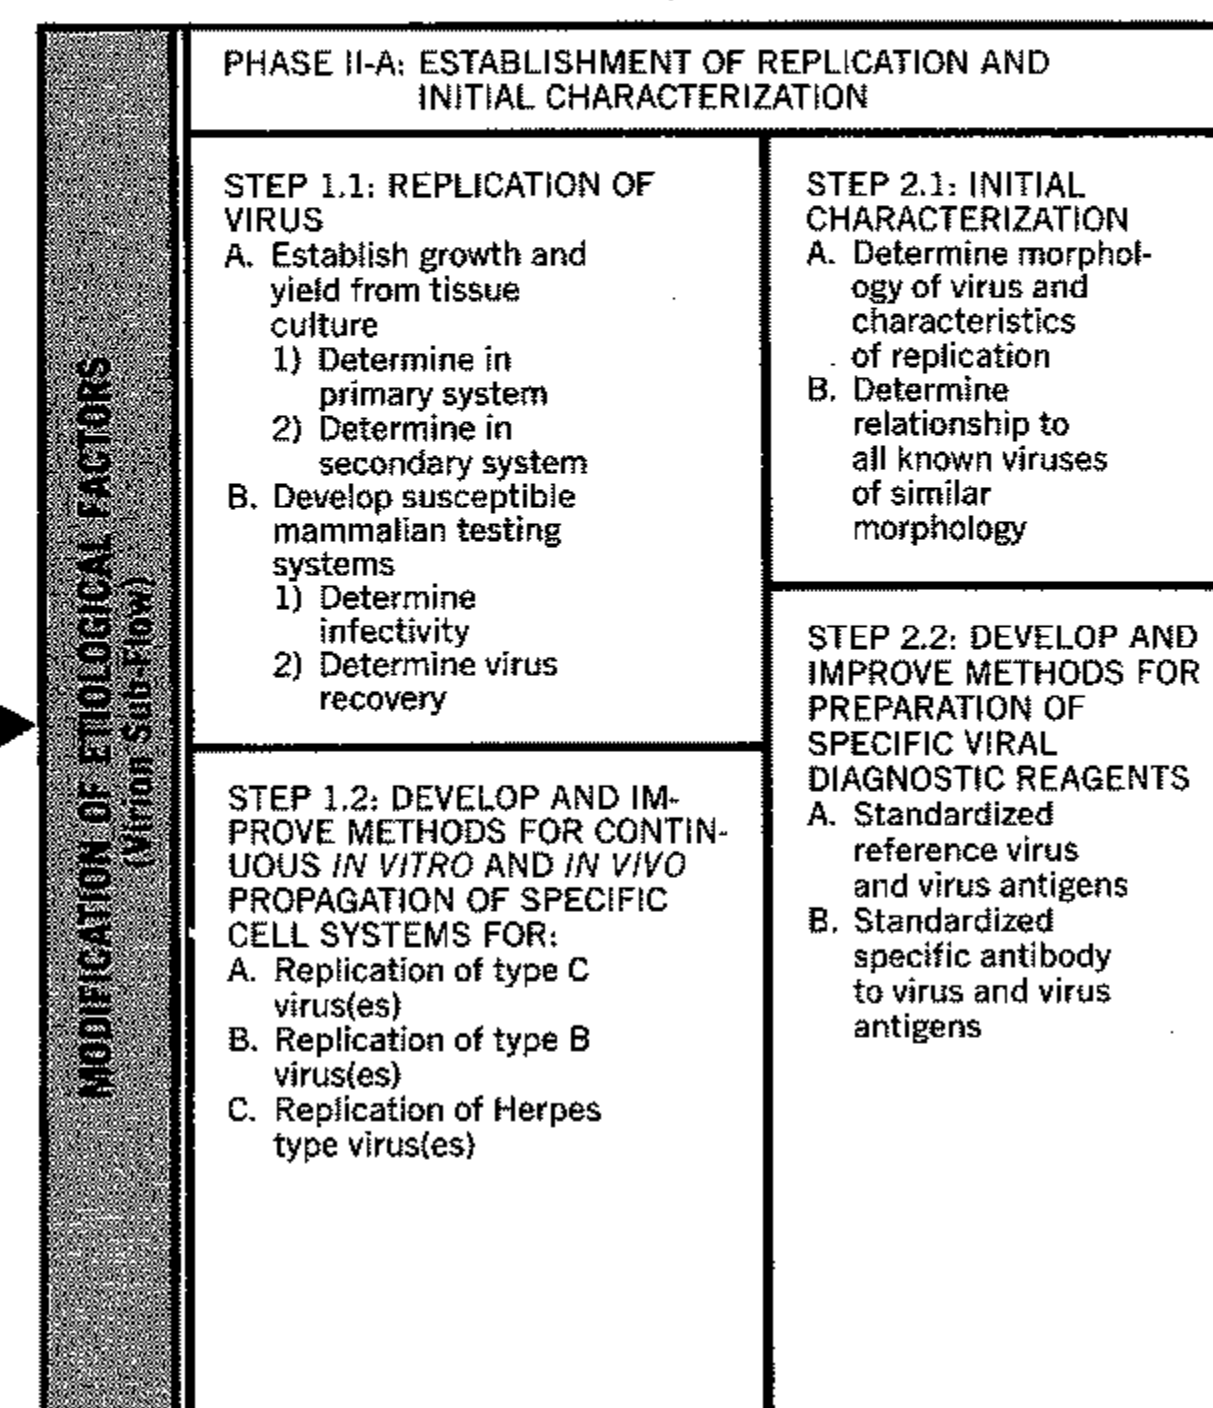 MODIFICATION OF ETIOLOGICAL FACTORS
(Virion Sub-Flow)
PHASE II-A: ESTABLISHMENT OF REPLICATION AND
INITIAL CHARACTERIZATION
STEP 1.1: REPLICATION OF
VIRUS
A. Establish growth and
yield from tissue
culture
1) Determine in
primary system
2) Determine in
secondary system
B. Develop susceptible
mammalian testing
systems
1) Determine
infectivity
2) Determine virus
recovery
STEP 1.2: DEVELOP AND IM-
PROVE METHODS FOR CONTIN-
UOUS IN VITRO AND IN VIVO
PROPAGATION OF SPECIFIC
CELL SYSTEMS FOR:
A. Replication of type C
virus(es)
B. Replication of type B
virus(es)
C. Replication of Herpes
type virus(es)
STEP 2.1: INITIAL
CHARACTERIZATION
A. Determine morphol-
ogy of virus and
characteristics
of replication
B. Determine
relationship to
all known viruses
of similar
morphology
STEP 2.2: DEVELOP AND
IMPROVE METHODS FOR
PREPARATION OF
SPECIFIC VIRAL
DIAGNOSTIC REAGENTS
A. Standardized
reference virus
and virus antigens
B. Standardized
specific antibody
to virus and virus
antigens